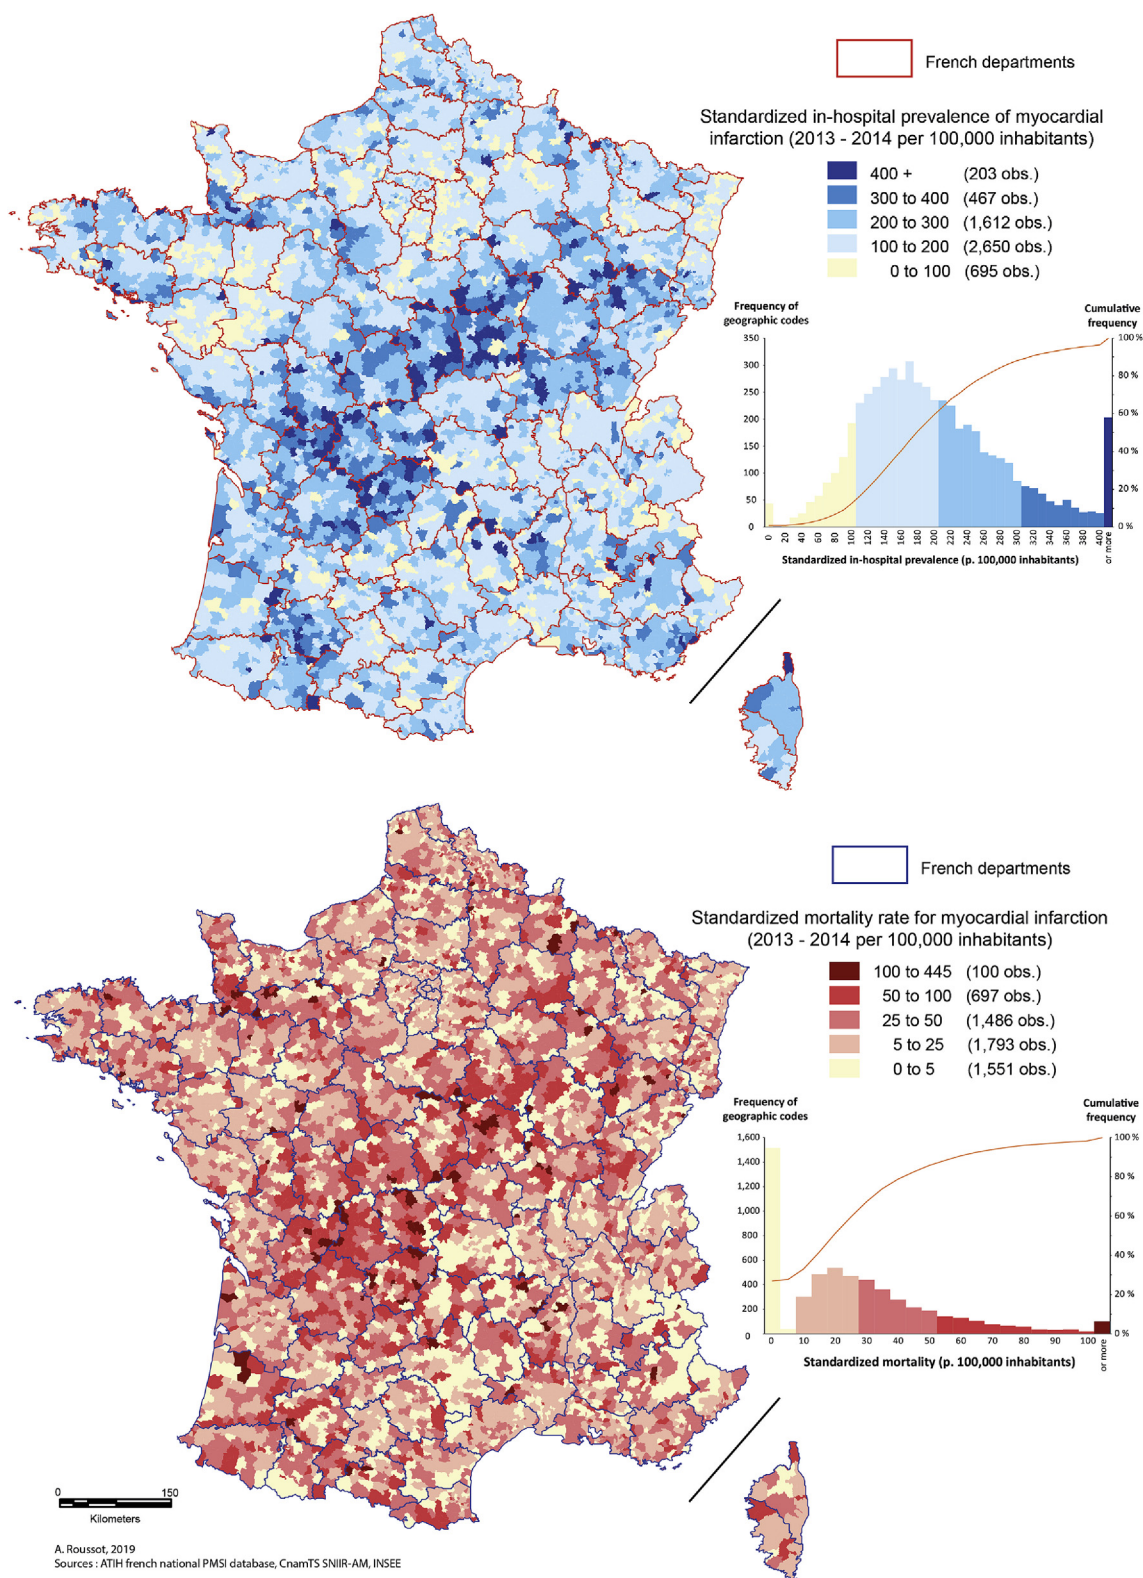 French departments
Standardized in-hospital prevalence of myocardial
infarction (2013 - 2014 per 100,000 inhabitants)
400 + (203 obs.)
300 to 400 (467 obs.)
200 to 300 (1,612 obs.)
100 to 200 (2,650 obs.)
0 to 100 (695 obs.)
Frequency of
geographic codes
Cumulative
frequency
350
300
250
200
150
100
50
0
100 %
80 %
60 %
40 %
20 %
0 %
0 20 40 60 80 100 120 140 160 180 200 220 240 260 280 300 320 340 360 380 400
or more
Standardized in-hospital prevalence (p. 100,000 inhabitants)
French departments
Standardized mortality rate for myocardial infarction
(2013 - 2014 per 100,000 inhabitants)
100 to 445 (100 obs.)
50 to 100 (697 obs.)
25 to 50 (1,486 obs.)
5 to 25 (1,793 obs.)
0 to 5 (1,551 obs.)
Frequency of
geographic codes
Cumulative
frequency
1,600
1,400
1,200
1,000
800
600
400
200
0
100 %
80 %
60 %
40 %
20 %
0 %
0 10 20 30 40 50 60 70 80 90 100
or more
Standardized mortality (p. 100,000 inhabitants)
0 150
Kilometers
A. Roussot, 2019
Sources : ATIH french national PMSI database, CnamTS SNIIR-AM, INSEE